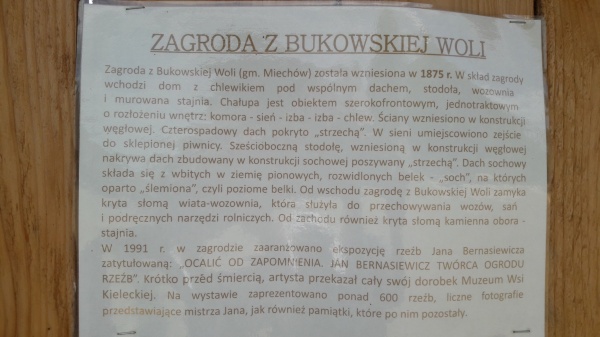 ZAGRODA Z BUKOWSKIEJ WOLI
Zagroda z Bukowskiej Woli (gm. Miechów) została wzniesiona w 1875 r. W skład zagrody
wchodzi dom z chlewikiem pod wspólnym dachem, stodoła, wozownia
i murowana stajnia. Chałupa jest obiektem szerokofrontowym, jednotraktowym
o rozłożeniu wnętrz: komora - sień - izba - izba - chlew. Ściany wzniesiono w konstrukcji
węgłowej. Czterospadowy dach pokryto „strzechą”. W sieni umiejscowiono zejście
do sklepionej piwnicy. Sześcioboczną stodołę, wzniesioną w konstrukcji węgłowej
nakrywa dach zbudowany w konstrukcji sochowej poszywany „strzechą”. Dach sochowy
składa się z wbitych w ziemię pionowych, rozwidlonych belek - „soch”, na których
oparto „ślemiona”, czyli poziome belki. Od wschodu zagrodę z Bukowskiej Woli zamyka
kryta słomą wiata-wozownia, która służyła do przechowywania wozów, sań
i podręcznych narzędzi rolniczych. Od zachodu również kryta słomą kamienna obora -
stajnia.
W 1991 r. w zagrodzie zaaranżowano ekspozycję rzeźb Jana Bernasiewicza
zatytułowaną: „OCALIĆ OD ZAPOMNIENIA. JAN BERNASIEWICZ TWÓRCA OGRODU
RZEŹB”. Krótko przed śmiercią, artysta przekazał cały swój dorobek Muzeum Wsi
Kieleckiej. Na wystawie zaprezentowano ponad 600 rzeźb, liczne fotografie
przedstawiające mistrza Jana, jak również pamiątki, które po nim pozostały.